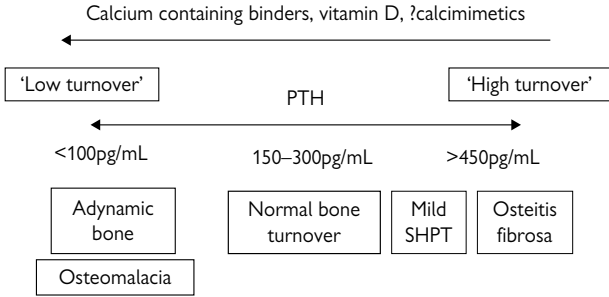 Calcium containing binders, vitamin D, ?calcimimetics
‘Low turnover’
‘High turnover’
PTH
<100pg/mL
150–300pg/mL
>450pg/mL
Adynamic
bone
Normal bone
turnover
Mild
SHPT
Osteitis
fibrosa
Osteomalacia